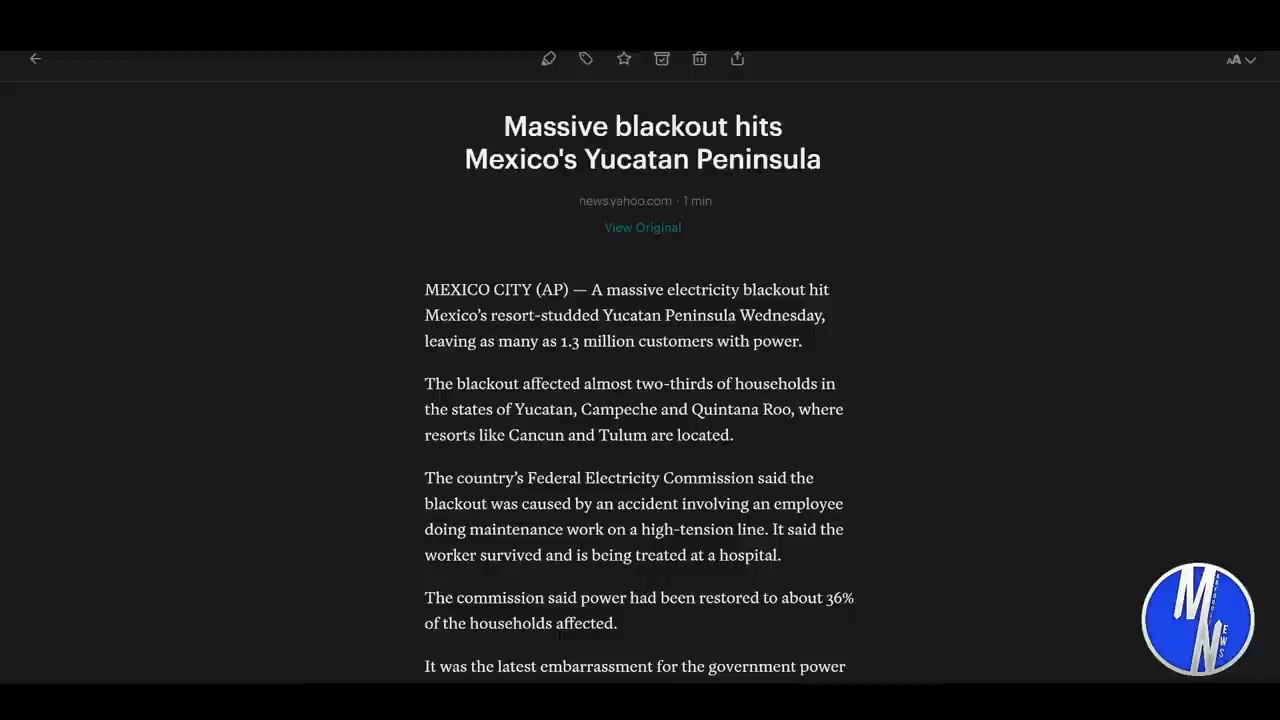 AA
Massive blackout hits
Mexico's Yucatan Peninsula
news.yahoo.com · 1 min
View Original
MEXICO CITY (AP) — A massive electricity blackout hit
Mexico’s resort-studded Yucatan Peninsula Wednesday,
leaving as many as 1.3 million customers with power.
The blackout affected almost two-thirds of households in
the states of Yucatan, Campeche and Quintana Roo, where
resorts like Cancun and Tulum are located.
The country’s Federal Electricity Commission said the
blackout was caused by an accident involving an employee
doing maintenance work on a high-tension line. It said the
worker survived and is being treated at a hospital.
The commission said power had been restored to about 36%
of the households affected.
It was the latest embarrassment for the government power
M
NEWS